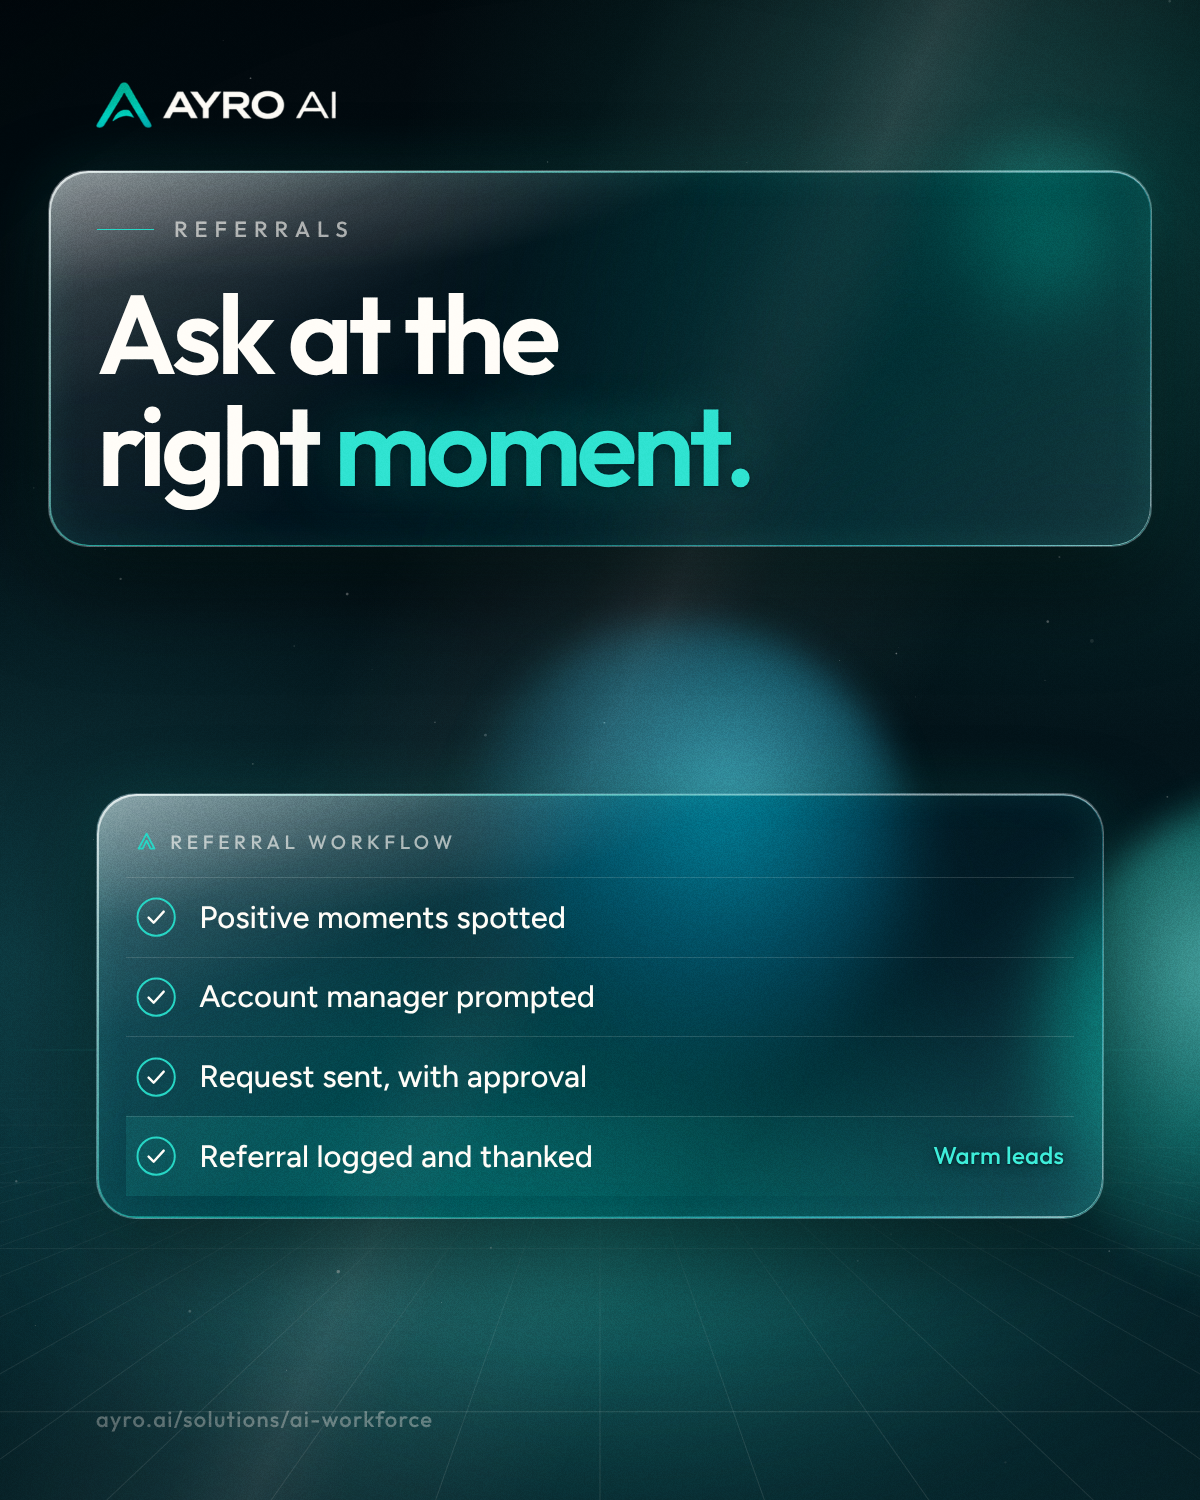 AYRO AI
REFERRALS
Ask at the
right moment.
REFERRAL WORKFLOW
Positive moments spotted
Account manager prompted
Request sent, with approval
Referral logged and thanked
Warm leads
ayro.ai/solutions/ai-workforce